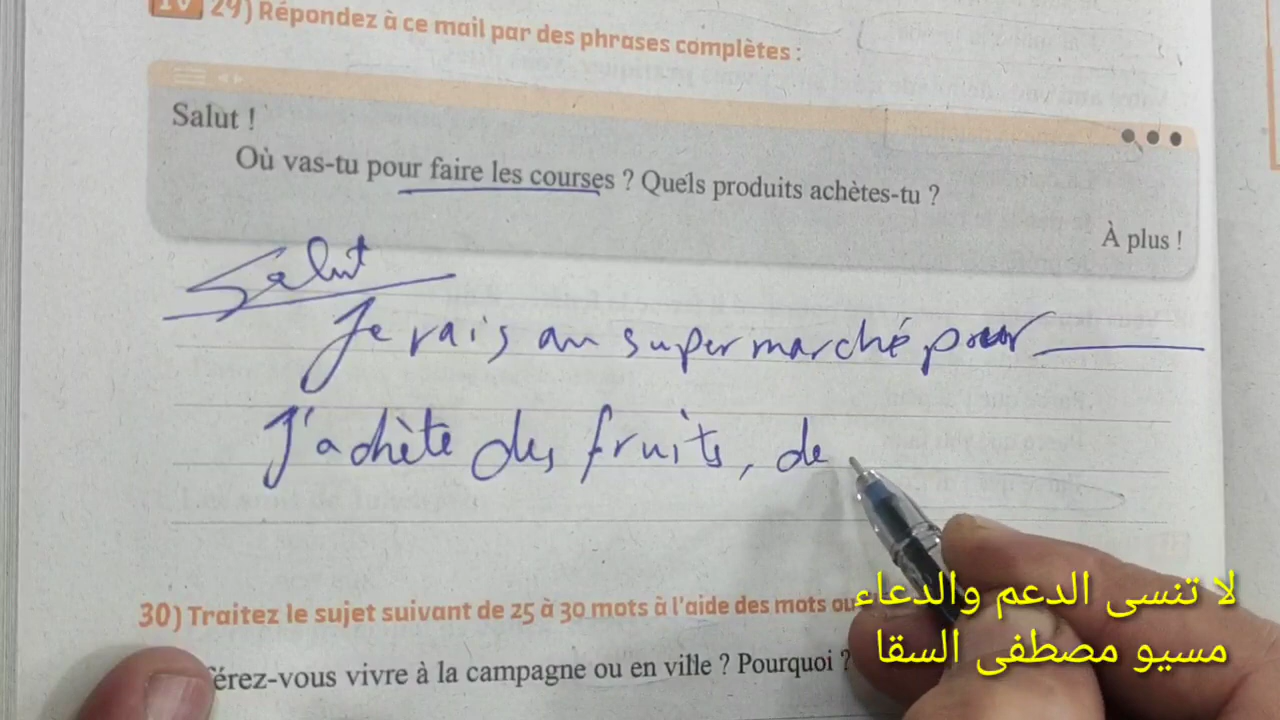 IV 29) Répondez à ce mail par des phrases complètes :
Salut !
Où vas-tu pour faire les courses ? Quels produits achètes-tu ?
À plus !
Salut
Je vais au supermarché pour
J'achète des fruits, de
30) Traitez le sujet suivant de 25 à 30 mots à l'aide des mots ou
férez-vous vivre à la campagne ou en ville ? Pourquoi ?
لا تنسى الدعم والدعاء
مسيو مصطفى السقا